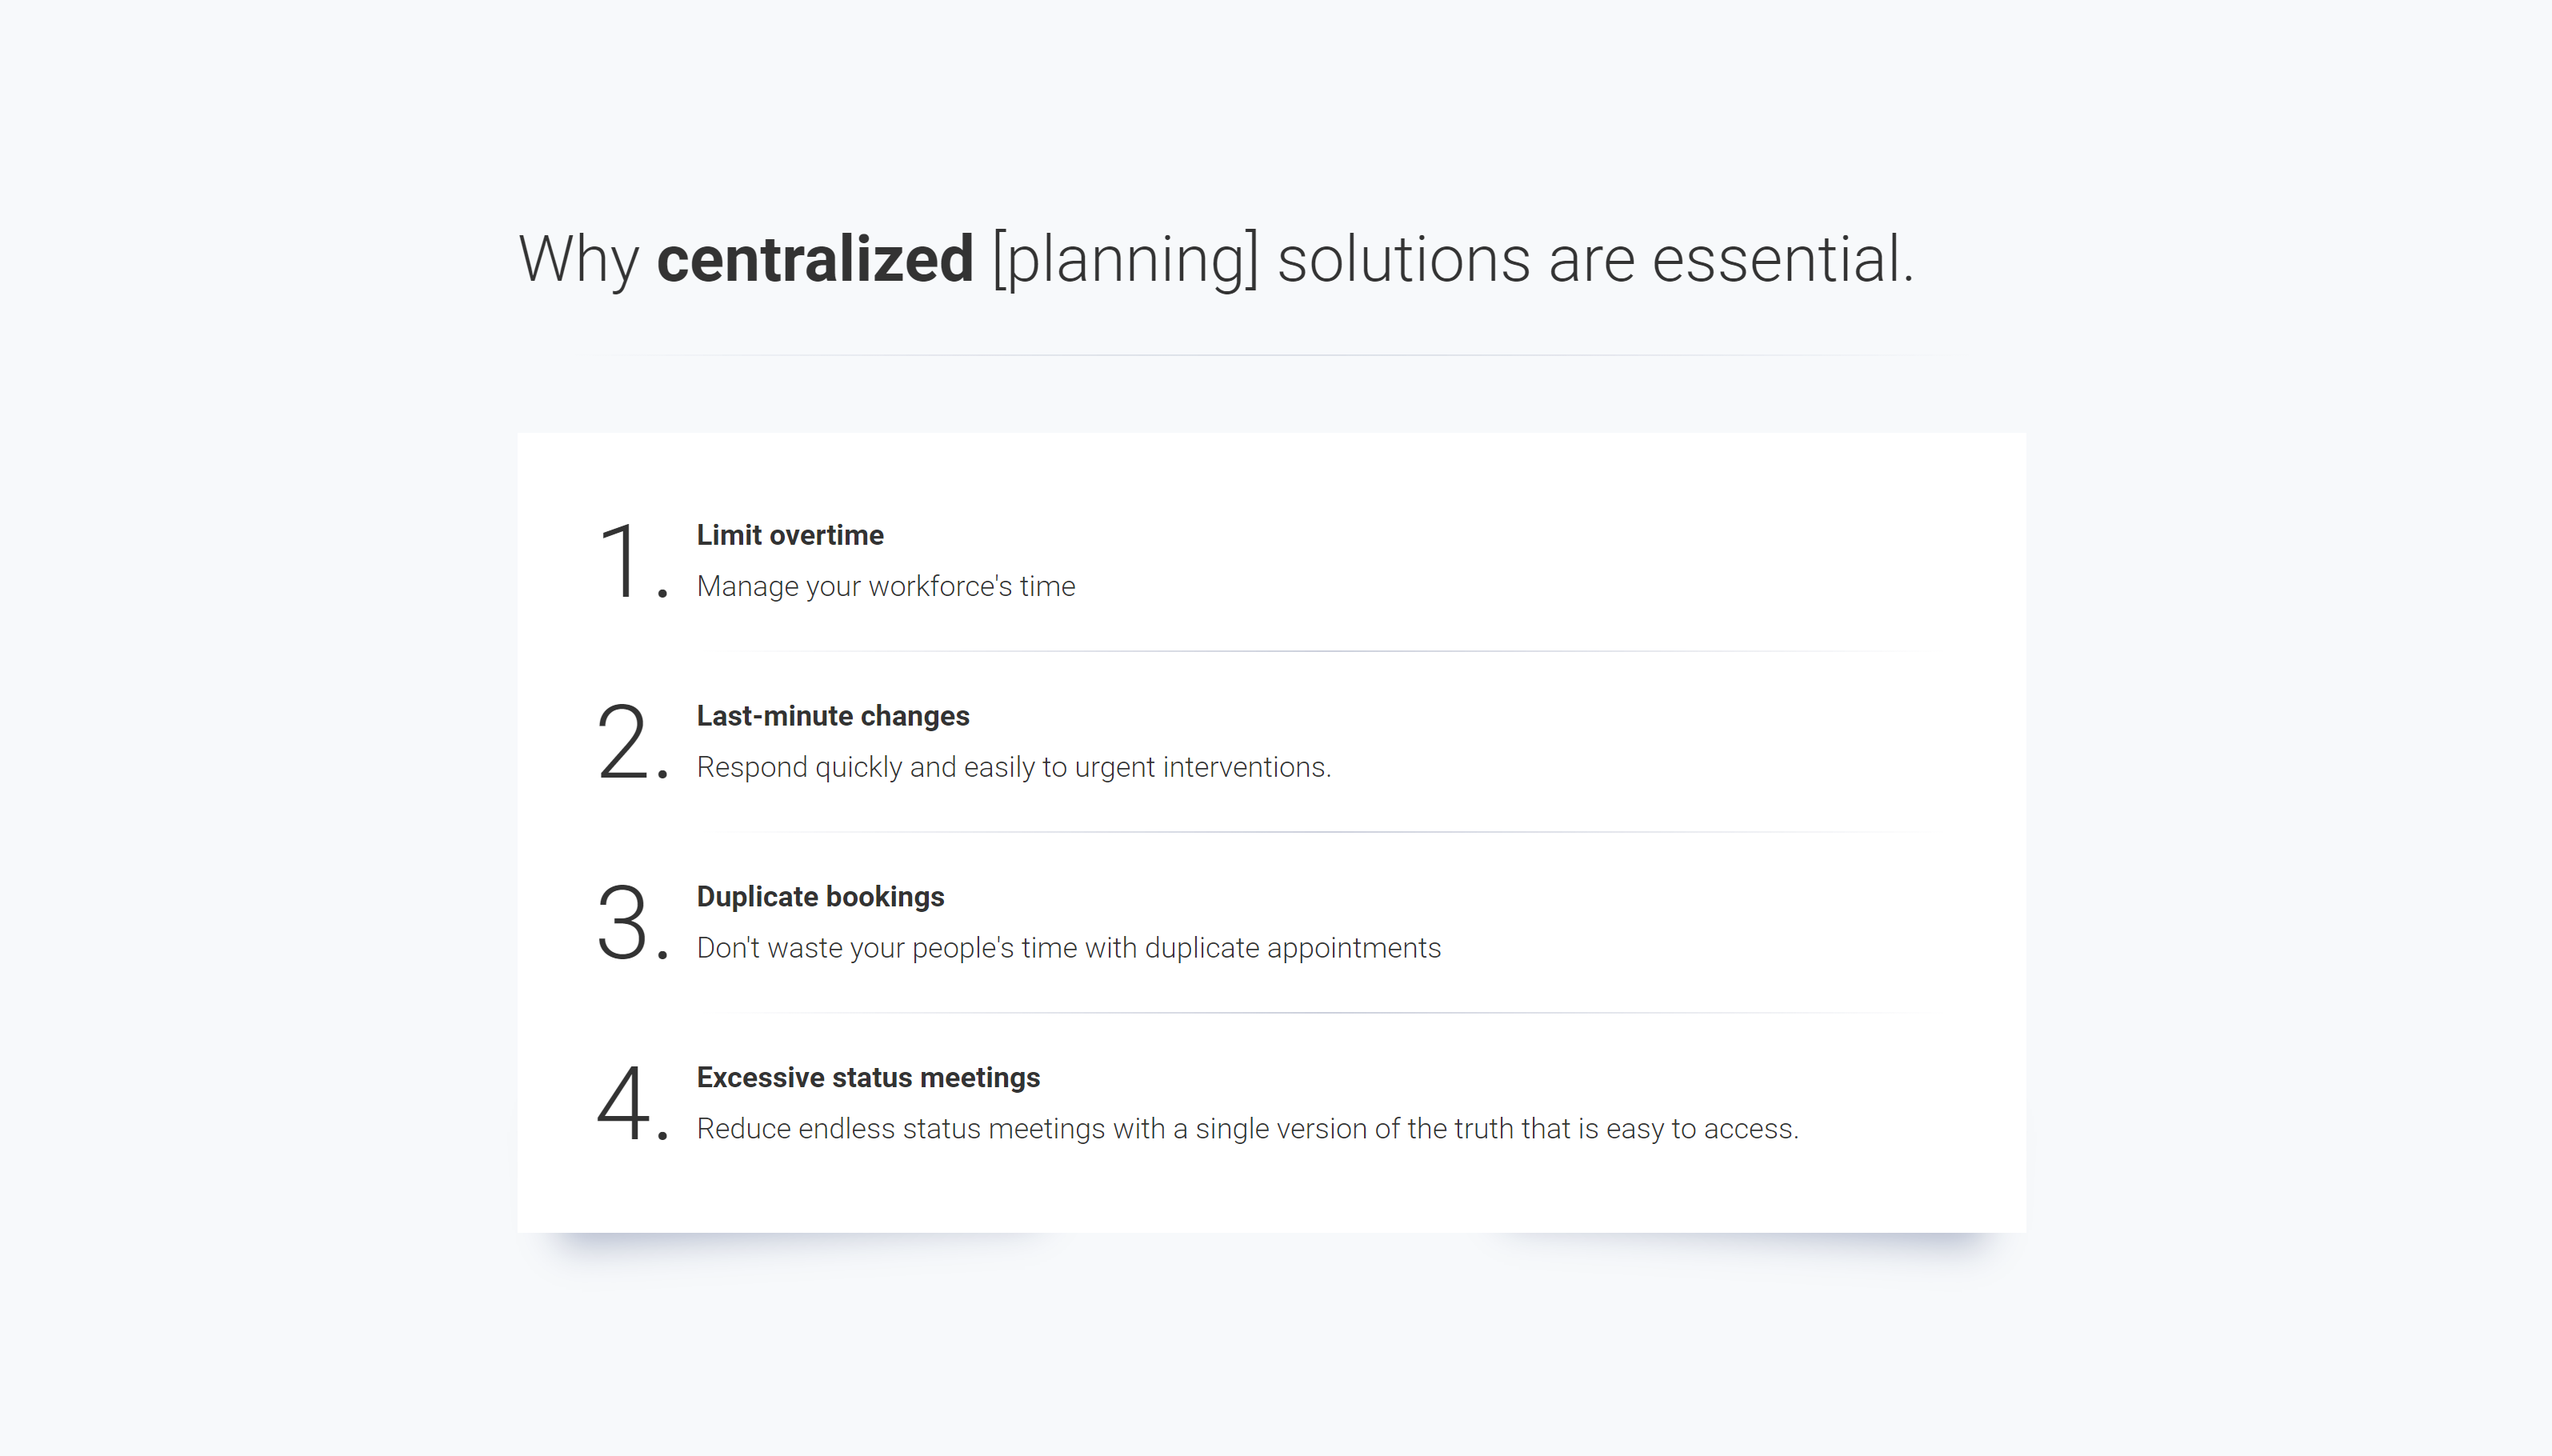 Why centralized [planning] solutions are essential.
1.
Limit overtime
Manage your workforce's time
2.
Last-minute changes
Respond quickly and easily to urgent interventions.
3.
Duplicate bookings
Don't waste your people's time with duplicate appointments
4.
Excessive status meetings
Reduce endless status meetings with a single version of the truth that is easy to access.